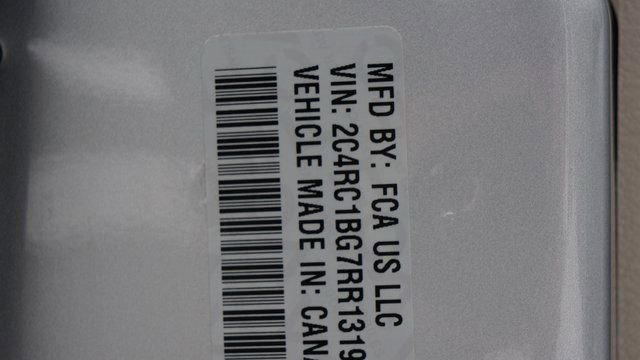 MFD BY: FCA US LLC
VIN: 2C4RC1BG7RR1319
VEHICLE MADE IN: CANA